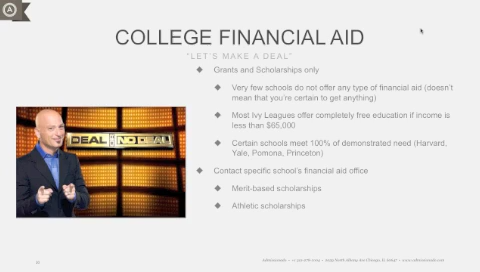 A
COLLEGE FINANCIAL AID
"LET'S MAKE A DEAL"
Grants and Scholarships only
Very few schools do not offer any type of financial aid (doesn't
mean that you're certain to get anything)
Most Ivy Leagues offer completely free education if income is
less than $65,000
Certain schools meet 100% of demonstrated need (Harvard,
Yale, Pomona, Princeton)
DEAL NO DEAL
Contact specific school's financial aid office
Merit-based scholarships
Athletic scholarships